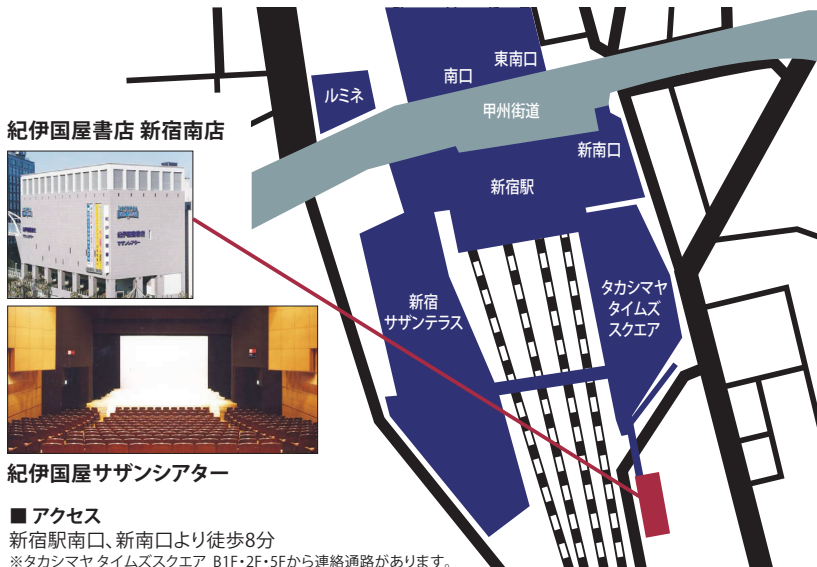 東南口
南口
ルミネ
甲州街道
紀伊国屋書店 新宿南店
新南口
新宿駅
新宿
サザンテラス
タカシマヤ
タイムズ
スクエア
紀伊国屋サザンシアター
■ アクセス
新宿駅南口、新南口より徒歩8分
※タカシマヤ タイムズスクエア B1F・2F・5Fから連絡通路があります。